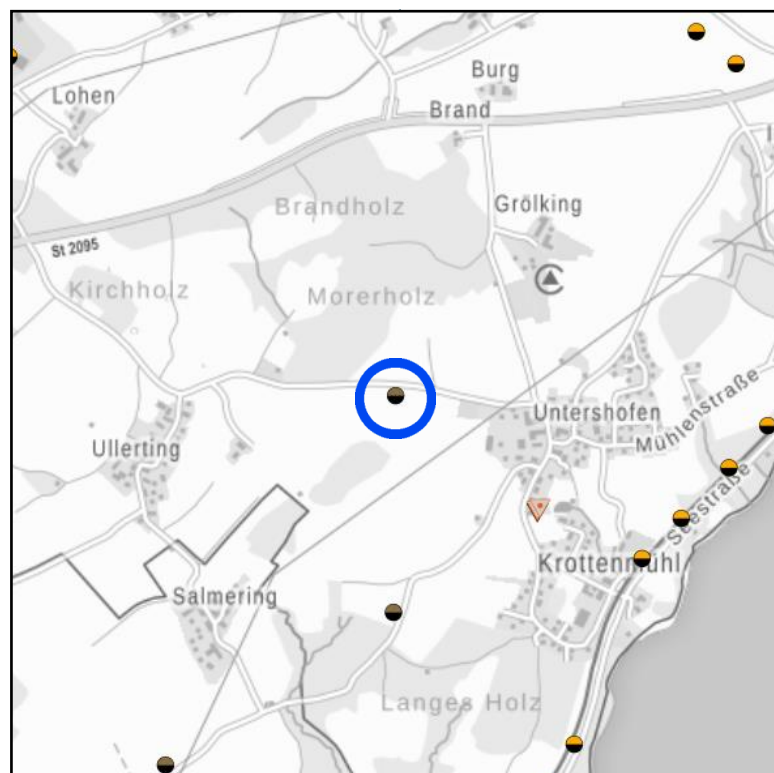 Burg
Lohen
Brand
Brandholz
Grölking
St 2095
Kirchholz
Morerholz
Untershofen
Mühlenstraße
Ullerting
Seestraße
Krottenmühl
Salmering
Langes Holz